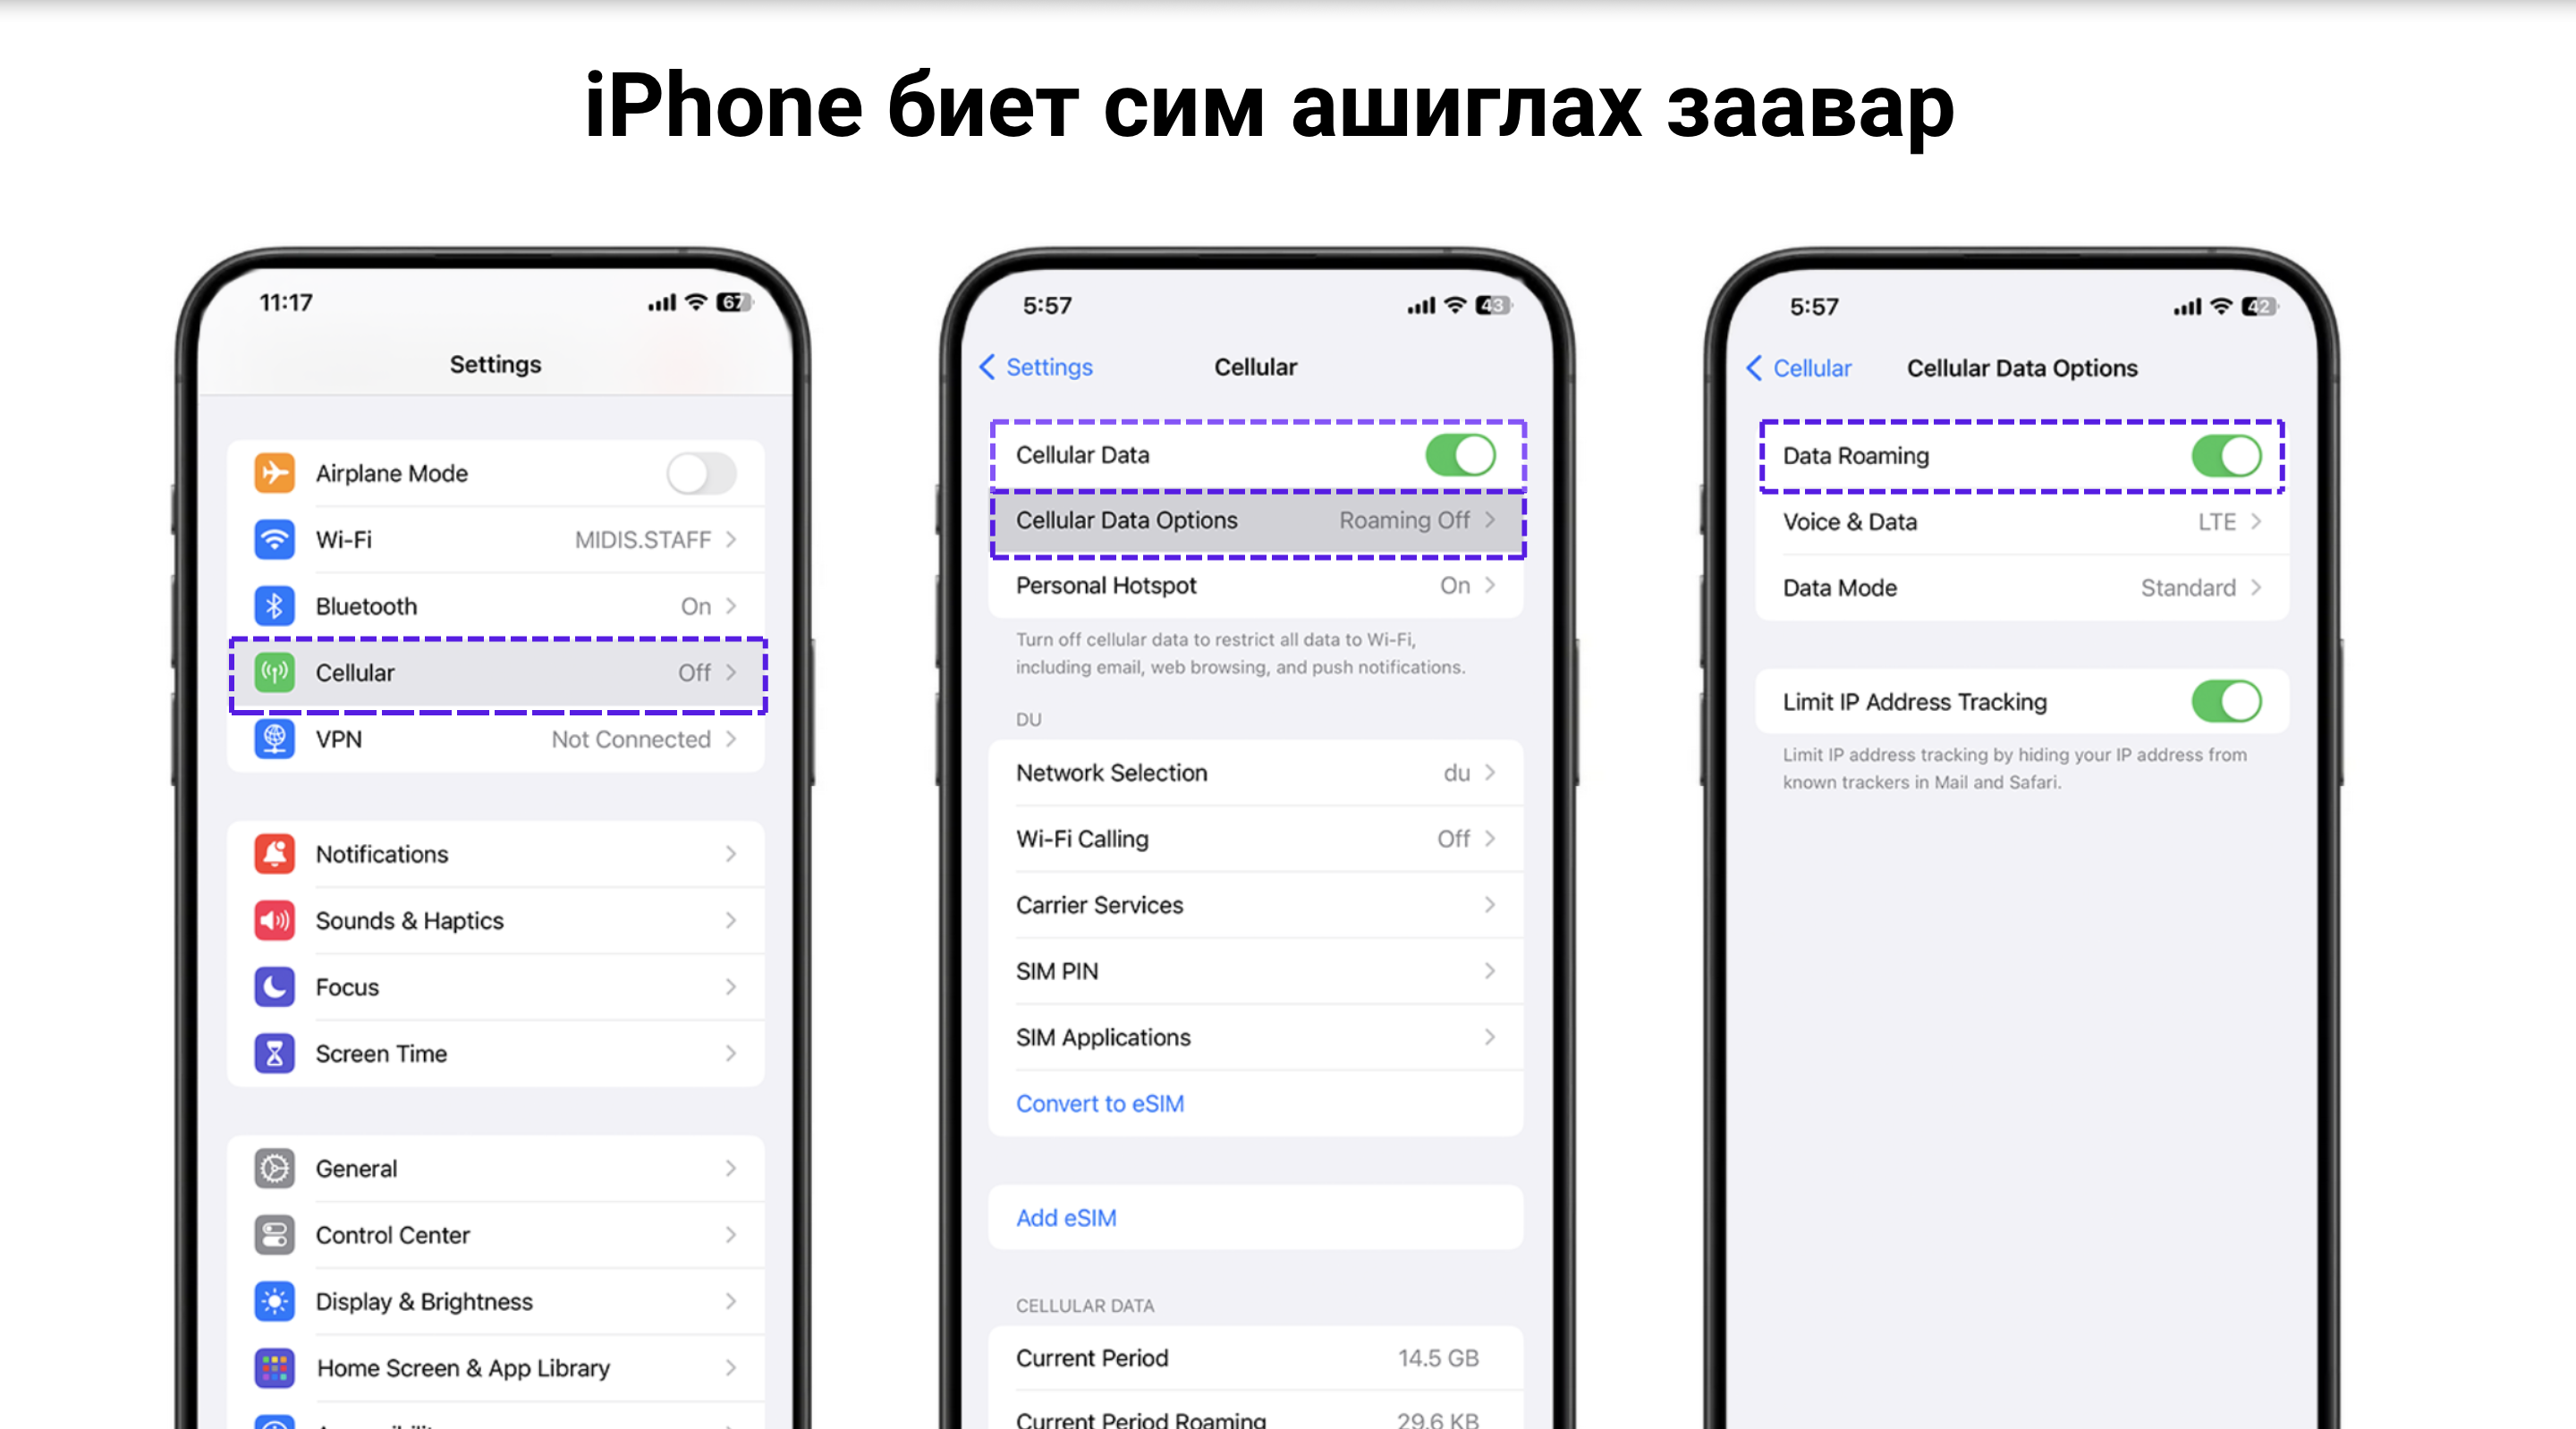 iPhone биет сим ашиглах заавар
11:17
67
Settings
Airplane Mode
Wi-Fi MIDIS.STAFF
Bluetooth On
Cellular Off
VPN Not Connected
Notifications
Sounds & Haptics
Focus
Screen Time
General
Control Center
Display & Brightness
Home Screen & App Library
5:57
43
Settings Cellular
Cellular Data
Cellular Data Options Roaming Off
Personal Hotspot On
Turn off cellular data to restrict all data to Wi-Fi,
including email, web browsing, and push notifications.
DU
Network Selection du
Wi-Fi Calling Off
Carrier Services
SIM PIN
SIM Applications
Convert to eSIM
Add eSIM
CELLULAR DATA
Current Period 14.5 GB
Current Period Roaming 29.6 KB
5:57
42
Cellular Cellular Data Options
Data Roaming
Voice & Data LTE
Data Mode Standard
Limit IP Address Tracking
Limit IP address tracking by hiding your IP address from
known trackers in Mail and Safari.